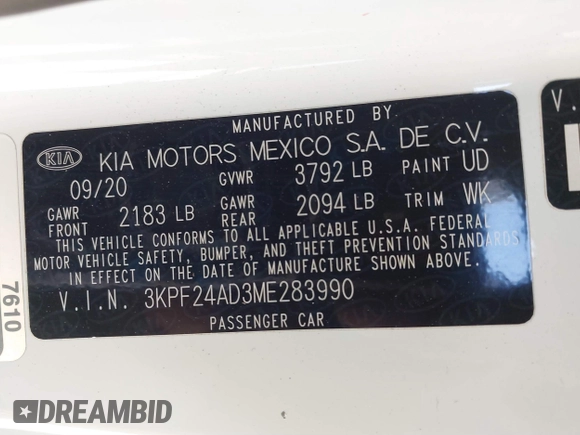 MANUFACTURED BY
KIA KIA MOTORS MEXICO S.A. DE C.V.
09/20 GVWR 3792 LB PAINT UD
GAWR FRONT 2183 LB GAWR REAR 2094 LB TRIM WK
THIS VEHICLE CONFORMS TO ALL APPLICABLE U.S.A. FEDERAL
MOTOR VEHICLE SAFETY, BUMPER, AND THEFT PREVENTION STANDARDS
IN EFFECT ON THE DATE OF MANUFACTURE SHOWN ABOVE.
V.I.N. 3KPF24AD3ME283990
PASSENGER CAR
7610
V.
DREAMBID